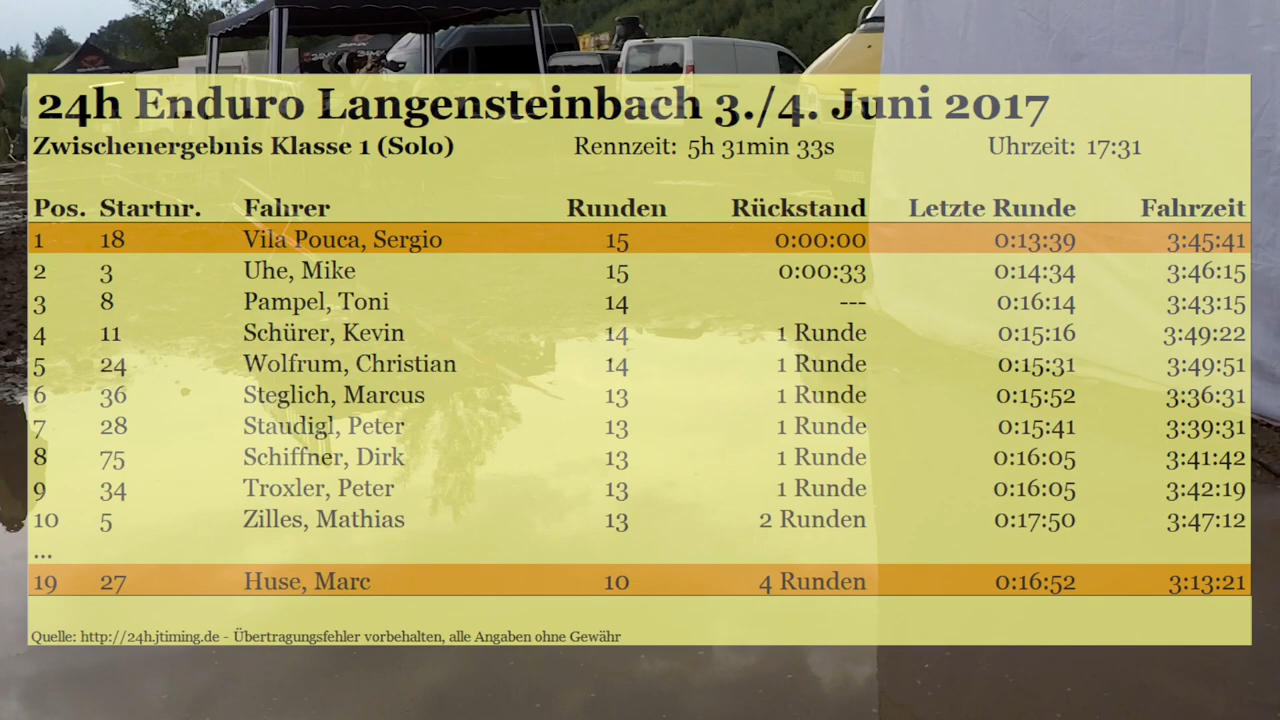 24h Enduro Langensteinbach 3./4. Juni 2017
Zwischenergebnis Klasse 1 (Solo) Rennzeit: 5h 31min 33s Uhrzeit: 17:31
Pos. Startnr. Fahrer Runden Rückstand Letzte Runde Fahrzeit
1 18 Vila Pouca, Sergio 15 0:00:00 0:13:39 3:45:41
2 3 Uhe, Mike 15 0:00:33 0:14:34 3:46:15
3 8 Pampel, Toni 14 --- 0:16:14 3:43:15
4 11 Schürer, Kevin 14 1 Runde 0:15:16 3:49:22
5 24 Wolfrum, Christian 14 1 Runde 0:15:31 3:49:51
6 36 Steglich, Marcus 13 1 Runde 0:15:52 3:36:31
7 28 Staudigl, Peter 13 1 Runde 0:15:41 3:39:31
8 75 Schiffner, Dirk 13 1 Runde 0:16:05 3:41:42
9 34 Troxler, Peter 13 1 Runde 0:16:05 3:42:19
10 5 Zilles, Mathias 13 2 Runden 0:17:50 3:47:12
...
19 27 Huse, Marc 10 4 Runden 0:16:52 3:13:21
Quelle: http://24h.jtiming.de - Übertragungsfehler vorbehalten, alle Angaben ohne Gewähr